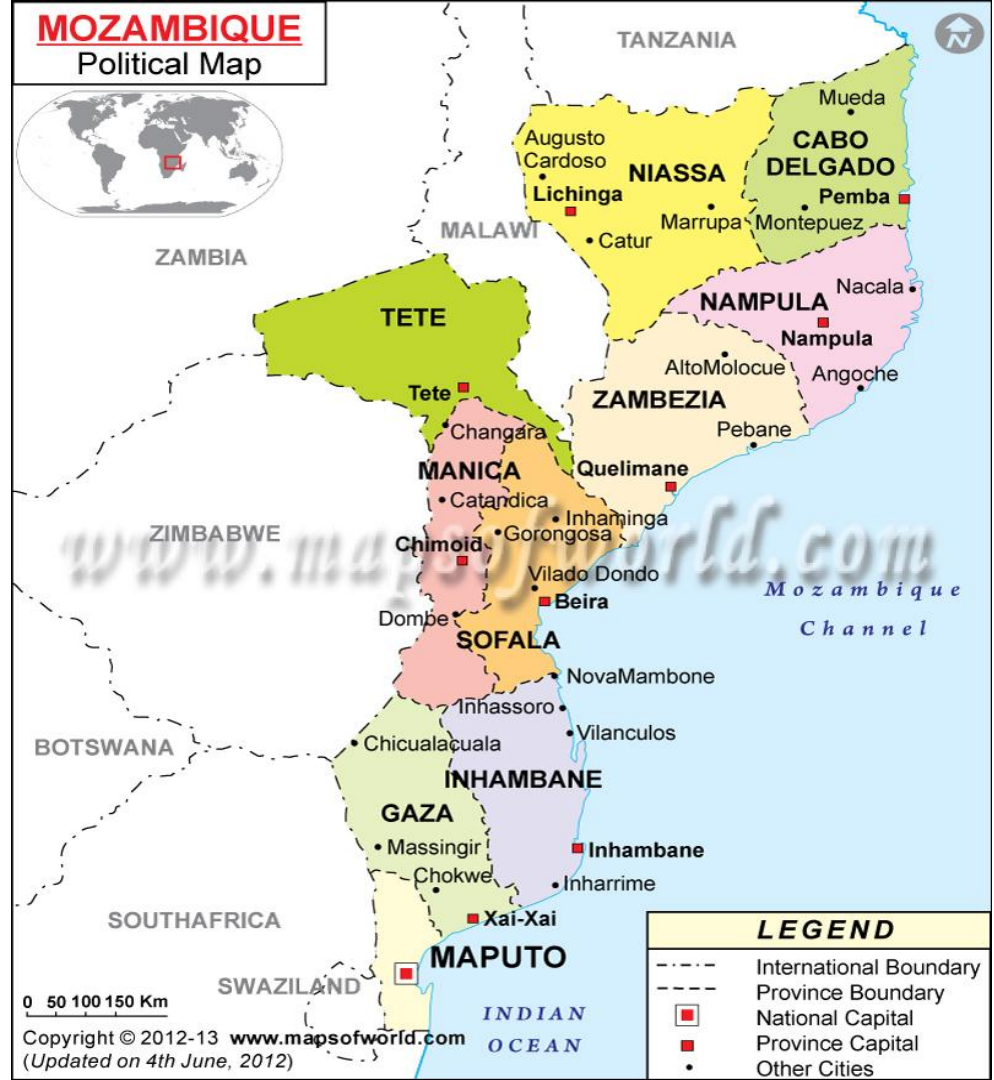 MOZAMBIQUE
Political Map
N
TANZANIA
Mueda
CABO
DELGADO
Augusto
Cardoso
NIASSA
Lichinga
Pemba
Marrupa
Montepuez
MALAWI
Catur
ZAMBIA
Nacala
NAMPULA
TETE
Nampula
AltoMolocue
Angoche
Tete
ZAMBEZIA
Changara
Pebane
MANICA
Quelimane
Catandica
Inhaminga
ZIMBABWE
Gorongosa
www.mapsofworld.com
Chimoid
Vilado Dondo
Mozambique
Channel
Beira
Dombe
SOFALA
NovaMambone
Inhassoro
Vilanculos
BOTSWANA
Chicualacuala
INHAMBANE
GAZA
Massingir
Inhambane
Chokwe
Inharrime
SOUTHAFRICA
Xai-Xai
MAPUTO
SWAZILAND
INDIAN
OCEAN
0 50 100 150 Km
Copyright © 2012-13 www.mapsofworld.com
(Updated on 4th June, 2012)
LEGEND
International Boundary
Province Boundary
National Capital
Province Capital
Other Cities